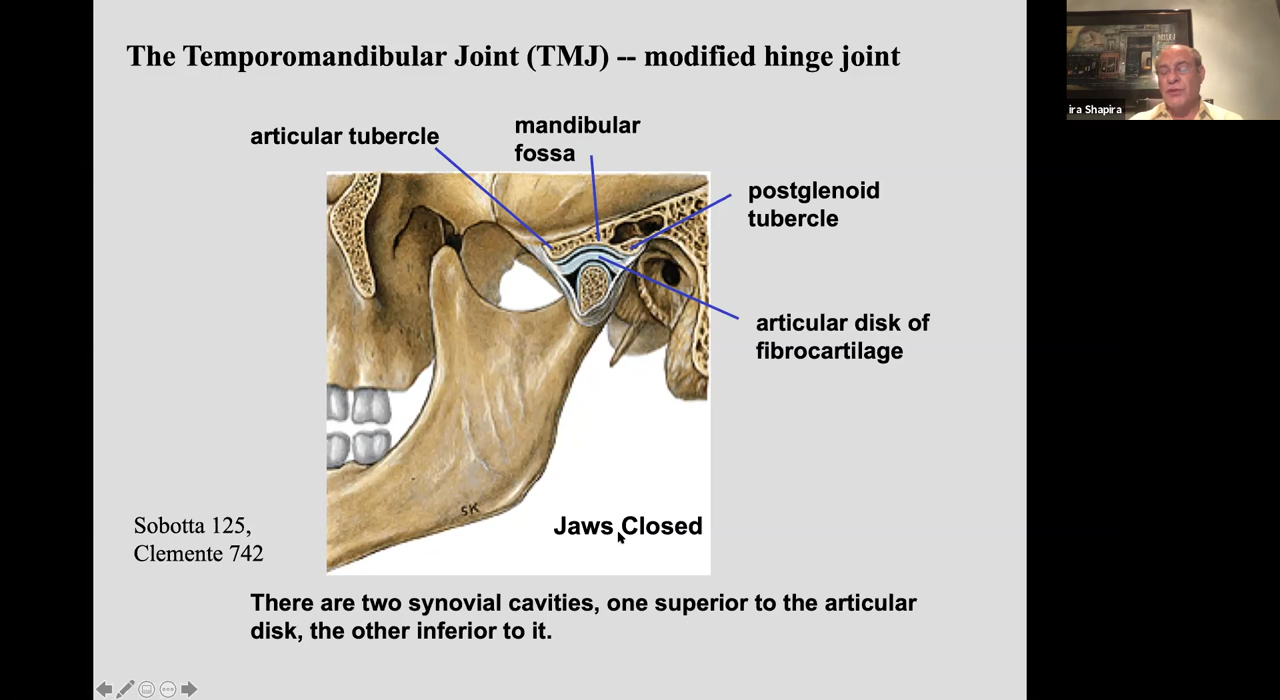 The Temporomandibular Joint (TMJ) -- modified hinge joint
articular tubercle
mandibular
fossa
postglenoid
tubercle
articular disk of
fibrocartilage
SK
Jaws Closed
Sobotta 125,
Clemente 742
There are two synovial cavities, one superior to the articular
disk, the other inferior to it.
ira Shapira